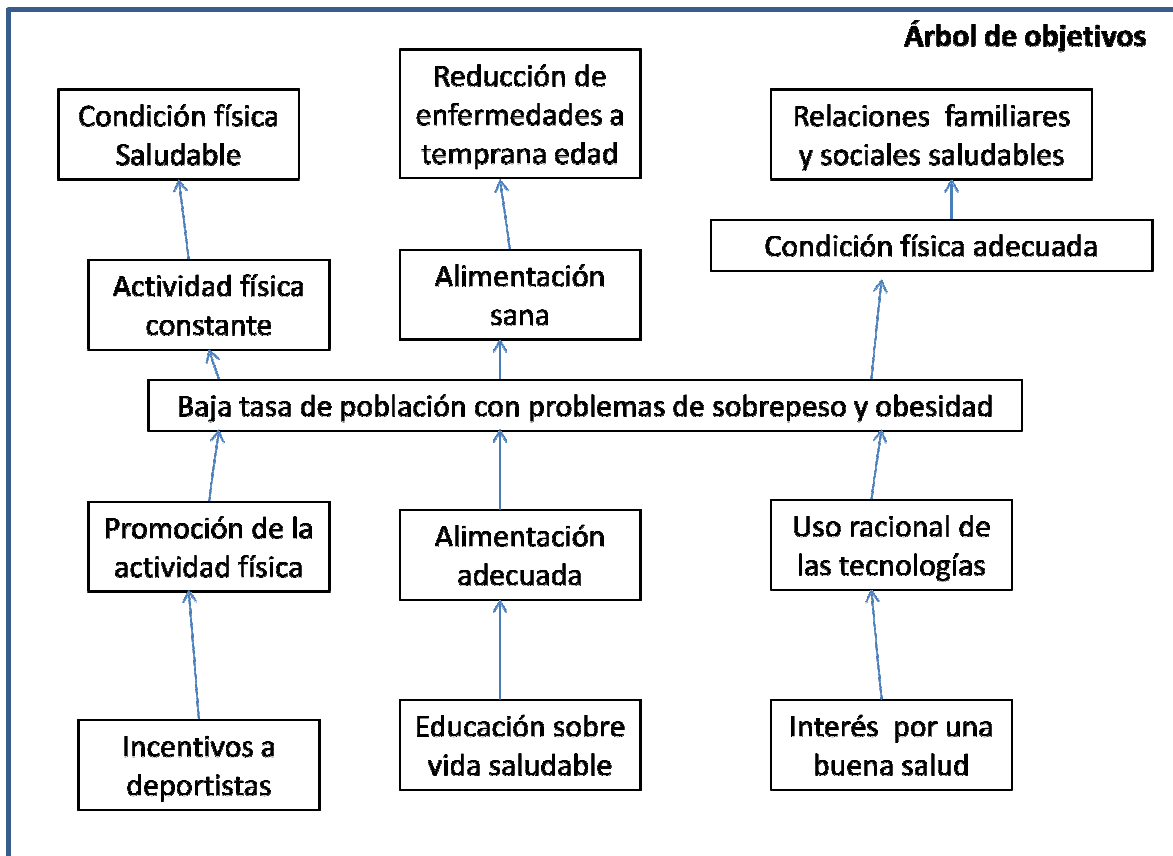 Árbol de objetivos
Condición física
Saludable
Reducción de
enfermedades a
temprana edad
Relaciones familiares
y sociales saludables
Actividad física
constante
Alimentación
sana
Condición física adecuada
Baja tasa de población con problemas de sobrepeso y obesidad
Promoción de la
actividad física
Alimentación
adecuada
Uso racional de
las tecnologías
Incentivos a
deportistas
Educación sobre
vida saludable
Interés por una
buena salud